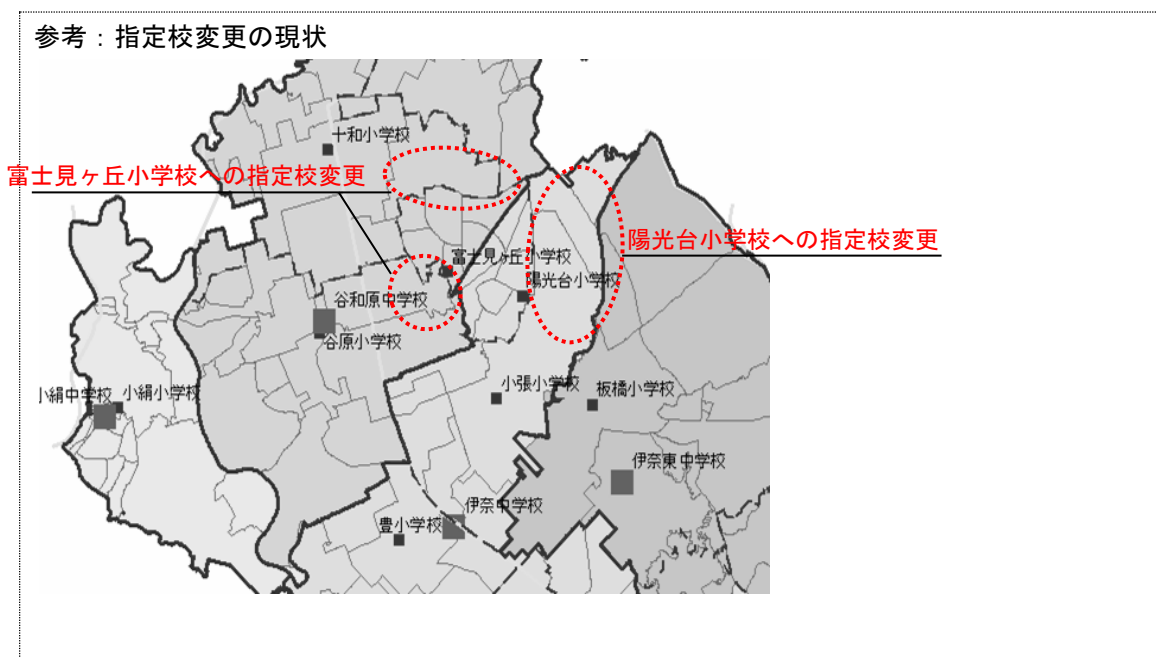 参考：指定校変更の現状
十和小学校
富士見ヶ丘小学校への指定校変更
陽光台小学校への指定校変更
富士見ヶ丘小学校
陽光台小学校
谷和原中学校
谷原小学校
小絹中学校
小絹小学校
小張小学校
板橋小学校
伊奈東中学校
伊奈中学校
豊小学校